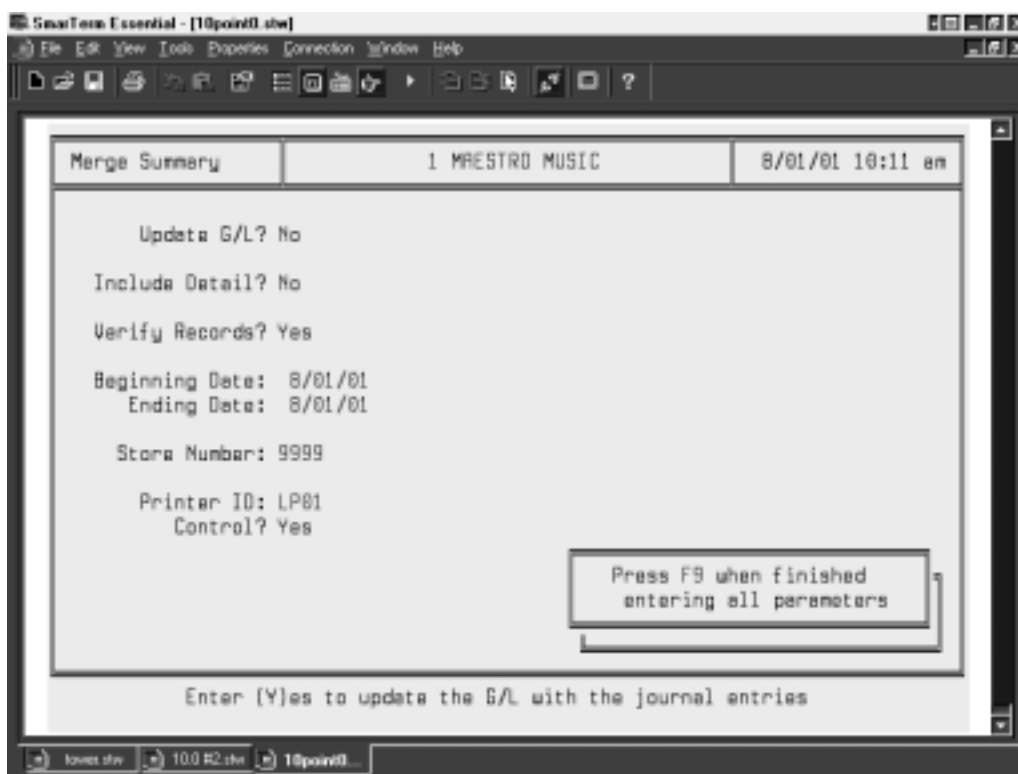 SmarTerm Essential - [10point0.stw]
File Edit View Tools Properties Connection Window Help
Merge Summary 1 MAESTRO MUSIC 8/01/01 10:11 am
Update G/L? No
Include Detail? No
Verify Records? Yes
Beginning Date: 8/01/01
Ending Date: 8/01/01
Store Number: 9999
Printer ID: LP01
Control? Yes
Press F9 when finished
entering all parameters
Enter (Y)es to update the G/L with the journal entries
tower.stw 10.0 #2.stw 10point0...